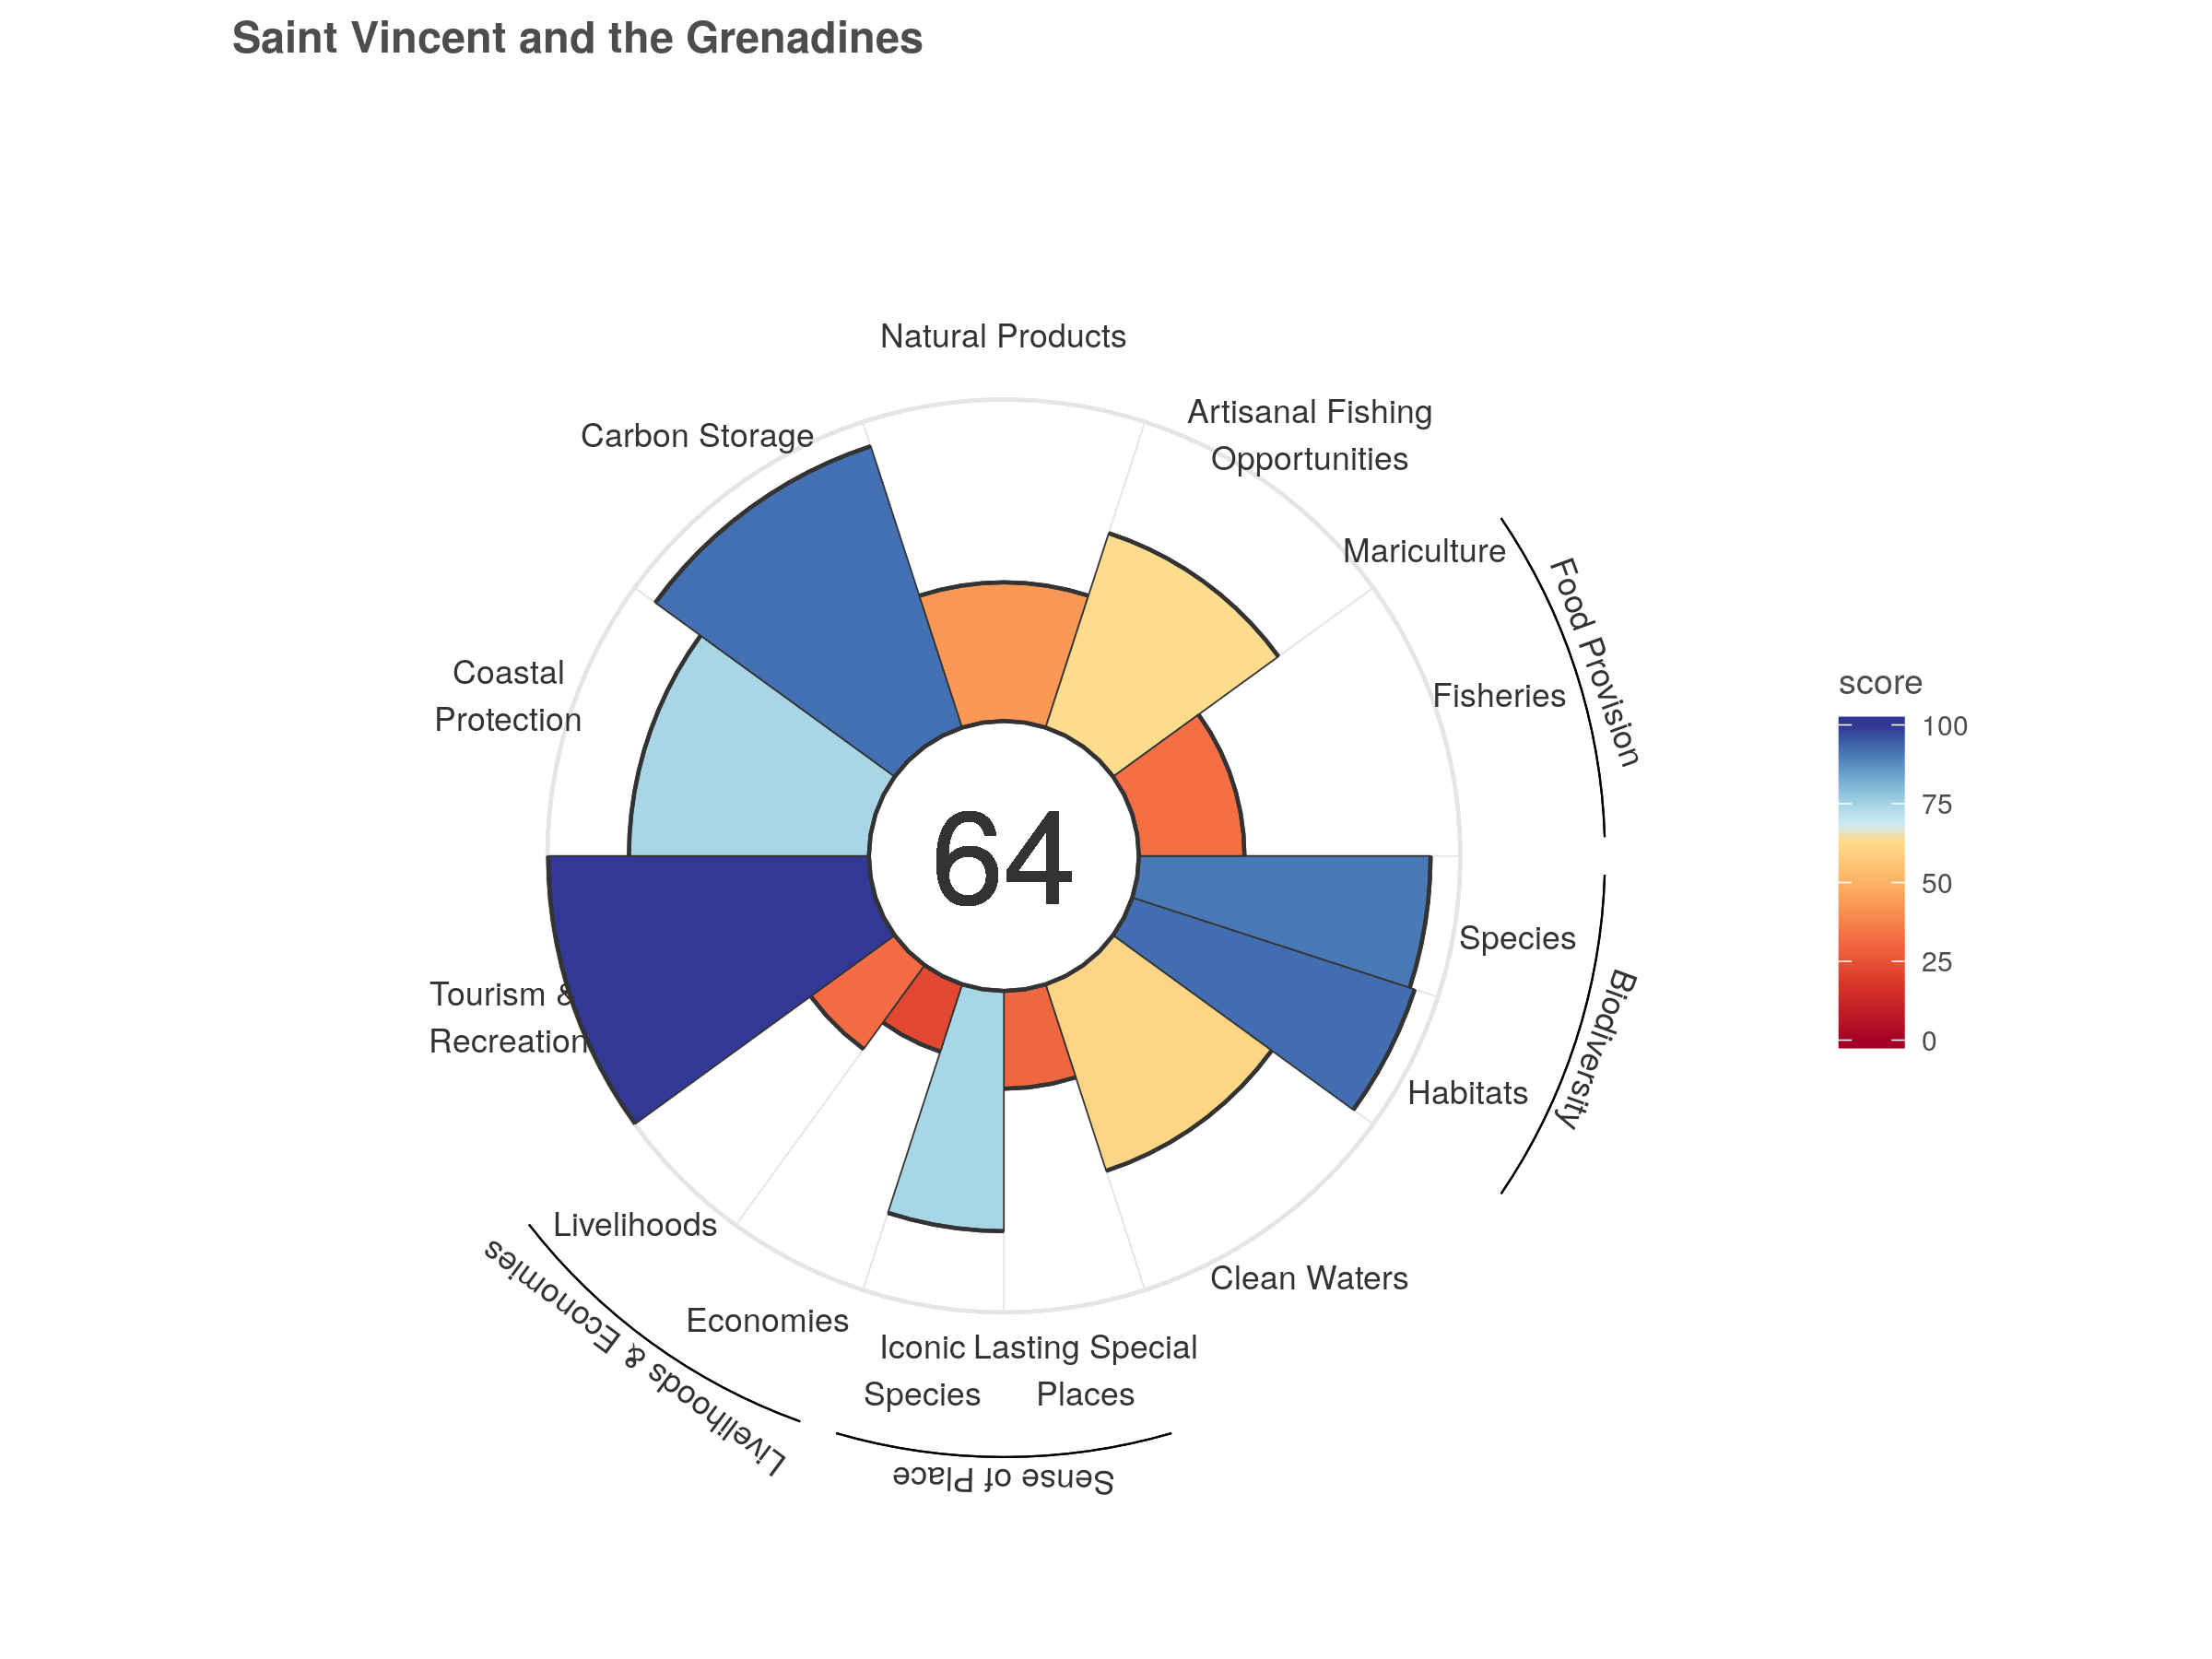 Saint Vincent and the Grenadines
Natural Products
Artisanal Fishing
Opportunities
Carbon Storage
Mariculture
Food Provision
Fisheries
Coastal
Protection
score
100
75
50
25
0
64
Species
Biodiversity
Habitats
Tourism &
Recreation
Livelihoods
Livelihoods & Economies
Economies
Clean Waters
Iconic
Species
Lasting Special
Places
Sense of Place